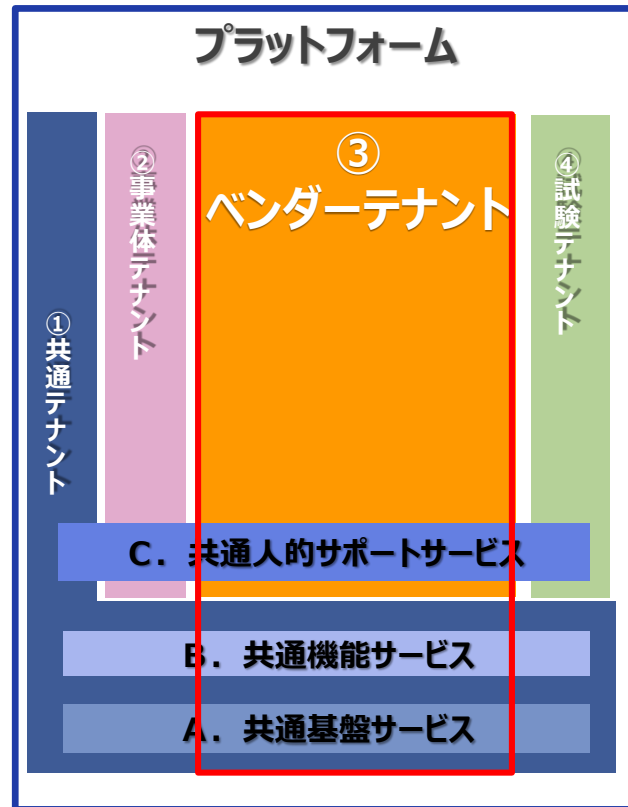 プラットフォーム
①共通テナント
②事業体テナント
③
ベンダーテナント
④試験テナント
C．共通人的サポートサービス
B．共通機能サービス
A．共通基盤サービス